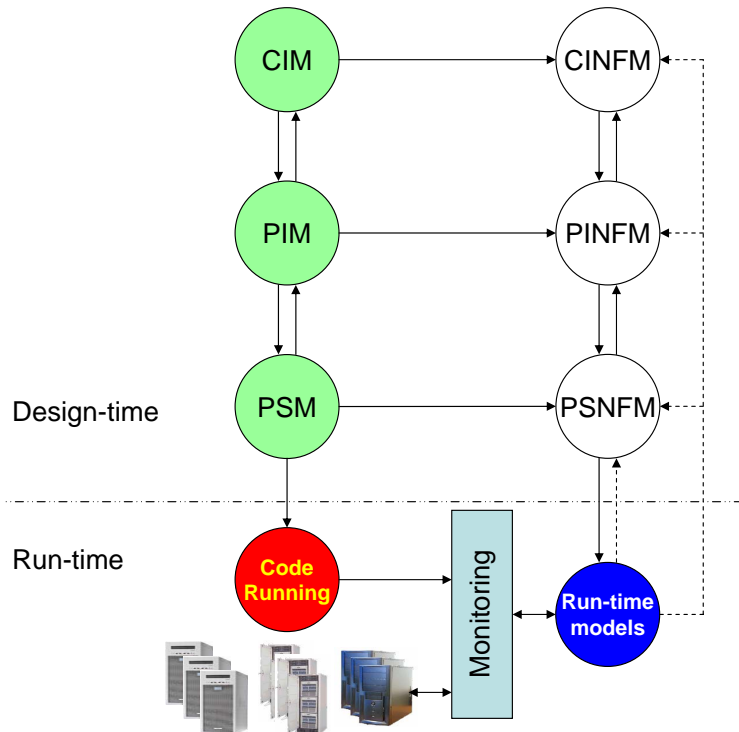 CIM
CINFM
PIM
PINFM
PSM
PSNFM
Design-time
Run-time
Code
Running
Monitoring
Run-time
models